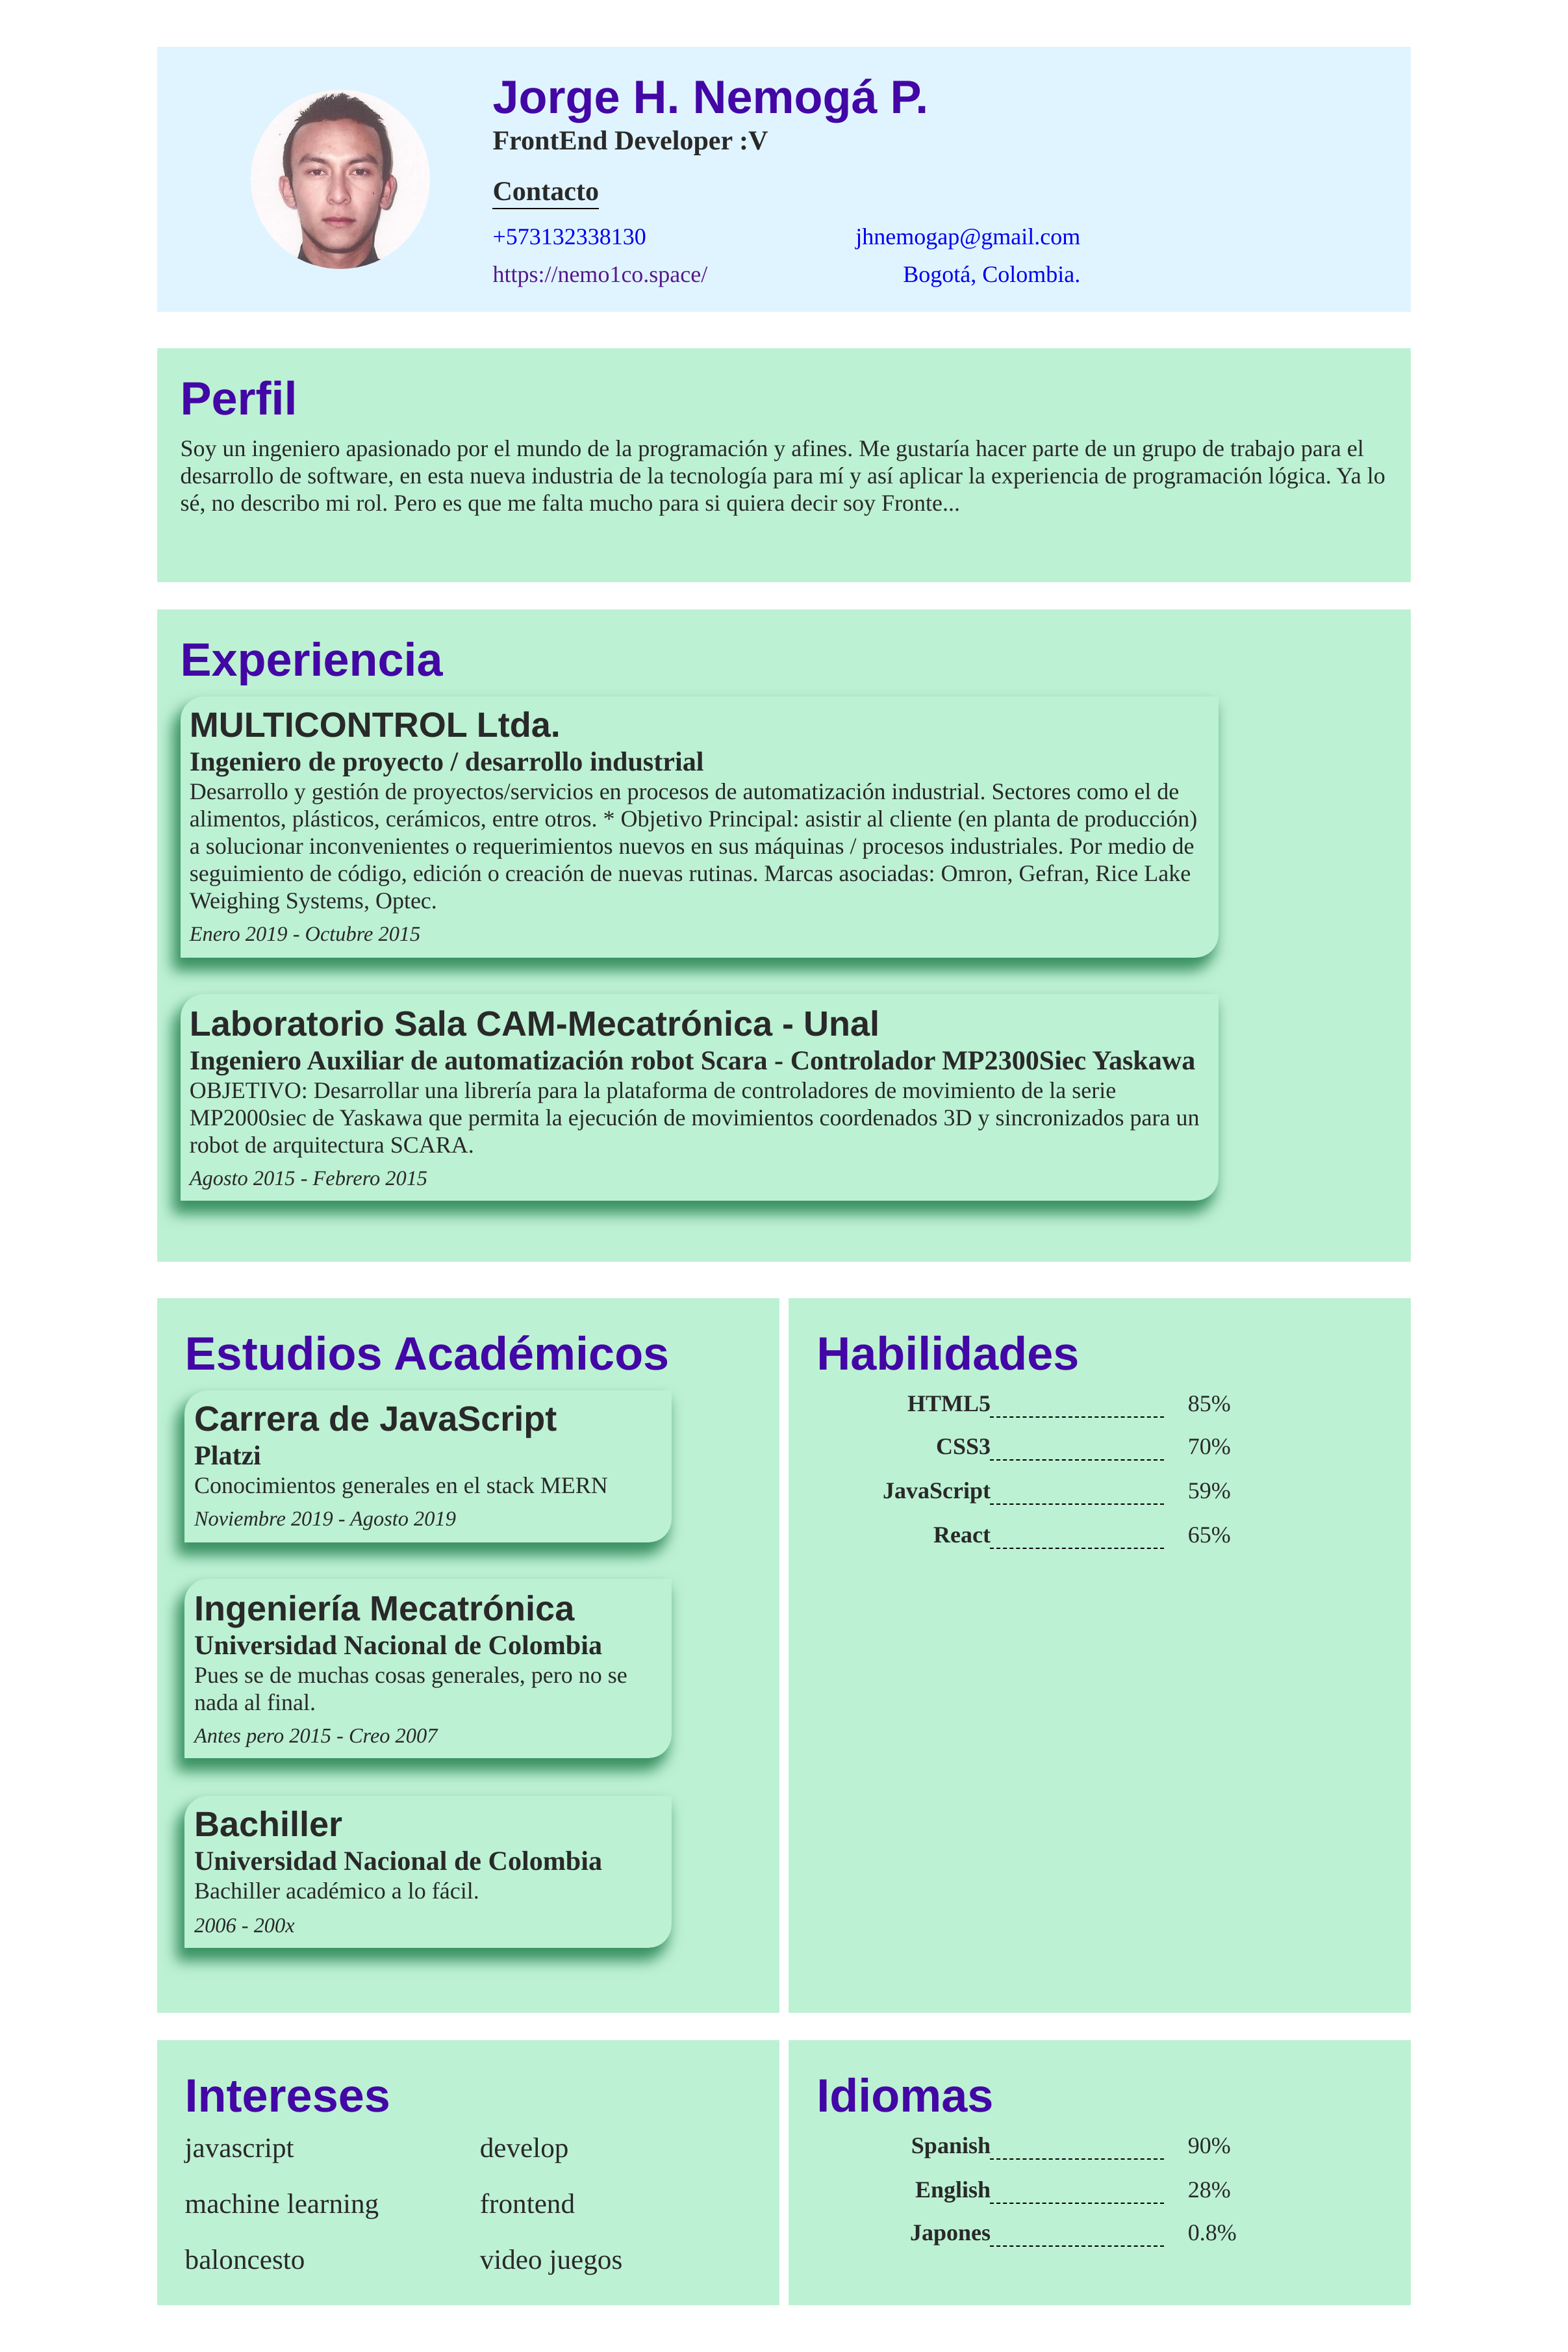 Jorge H. Nemogá P.
FrontEnd Developer :V
Contacto
+573132338130 jhnemogap@gmail.com
https://nemo1co.space/ Bogotá, Colombia.
Perfil
Soy un ingeniero apasionado por el mundo de la programación y afines. Me gustaría hacer parte de un grupo de trabajo para el
desarrollo de software, en esta nueva industria de la tecnología para mí y así aplicar la experiencia de programación lógica. Ya lo
sé, no describo mi rol. Pero es que me falta mucho para si quiera decir soy Fronte...
Experiencia
MULTICONTROL Ltda.
Ingeniero de proyecto / desarrollo industrial
Desarrollo y gestión de proyectos/servicios en procesos de automatización industrial. Sectores como el de
alimentos, plásticos, cerámicos, entre otros. * Objetivo Principal: asistir al cliente (en planta de producción)
a solucionar inconvenientes o requerimientos nuevos en sus máquinas / procesos industriales. Por medio de
seguimiento de código, edición o creación de nuevas rutinas. Marcas asociadas: Omron, Gefran, Rice Lake
Weighing Systems, Optec.
Enero 2019 - Octubre 2015
Laboratorio Sala CAM-Mecatrónica - Unal
Ingeniero Auxiliar de automatización robot Scara - Controlador MP2300Siec Yaskawa
OBJETIVO: Desarrollar una librería para la plataforma de controladores de movimiento de la serie
MP2000siec de Yaskawa que permita la ejecución de movimientos coordenados 3D y sincronizados para un
robot de arquitectura SCARA.
Agosto 2015 - Febrero 2015
Estudios Académicos
Carrera de JavaScript
Platzi
Conocimientos generales en el stack MERN
Noviembre 2019 - Agosto 2019
Ingeniería Mecatrónica
Universidad Nacional de Colombia
Pues se de muchas cosas generales, pero no se
nada al final.
Antes pero 2015 - Creo 2007
Bachiller
Universidad Nacional de Colombia
Bachiller académico a lo fácil.
2006 - 200x
Habilidades
HTML5 85%
CSS3 70%
JavaScript 59%
React 65%
Intereses
javascript develop
machine learning frontend
baloncesto video juegos
Idiomas
Spanish 90%
English 28%
Japones 0.8%